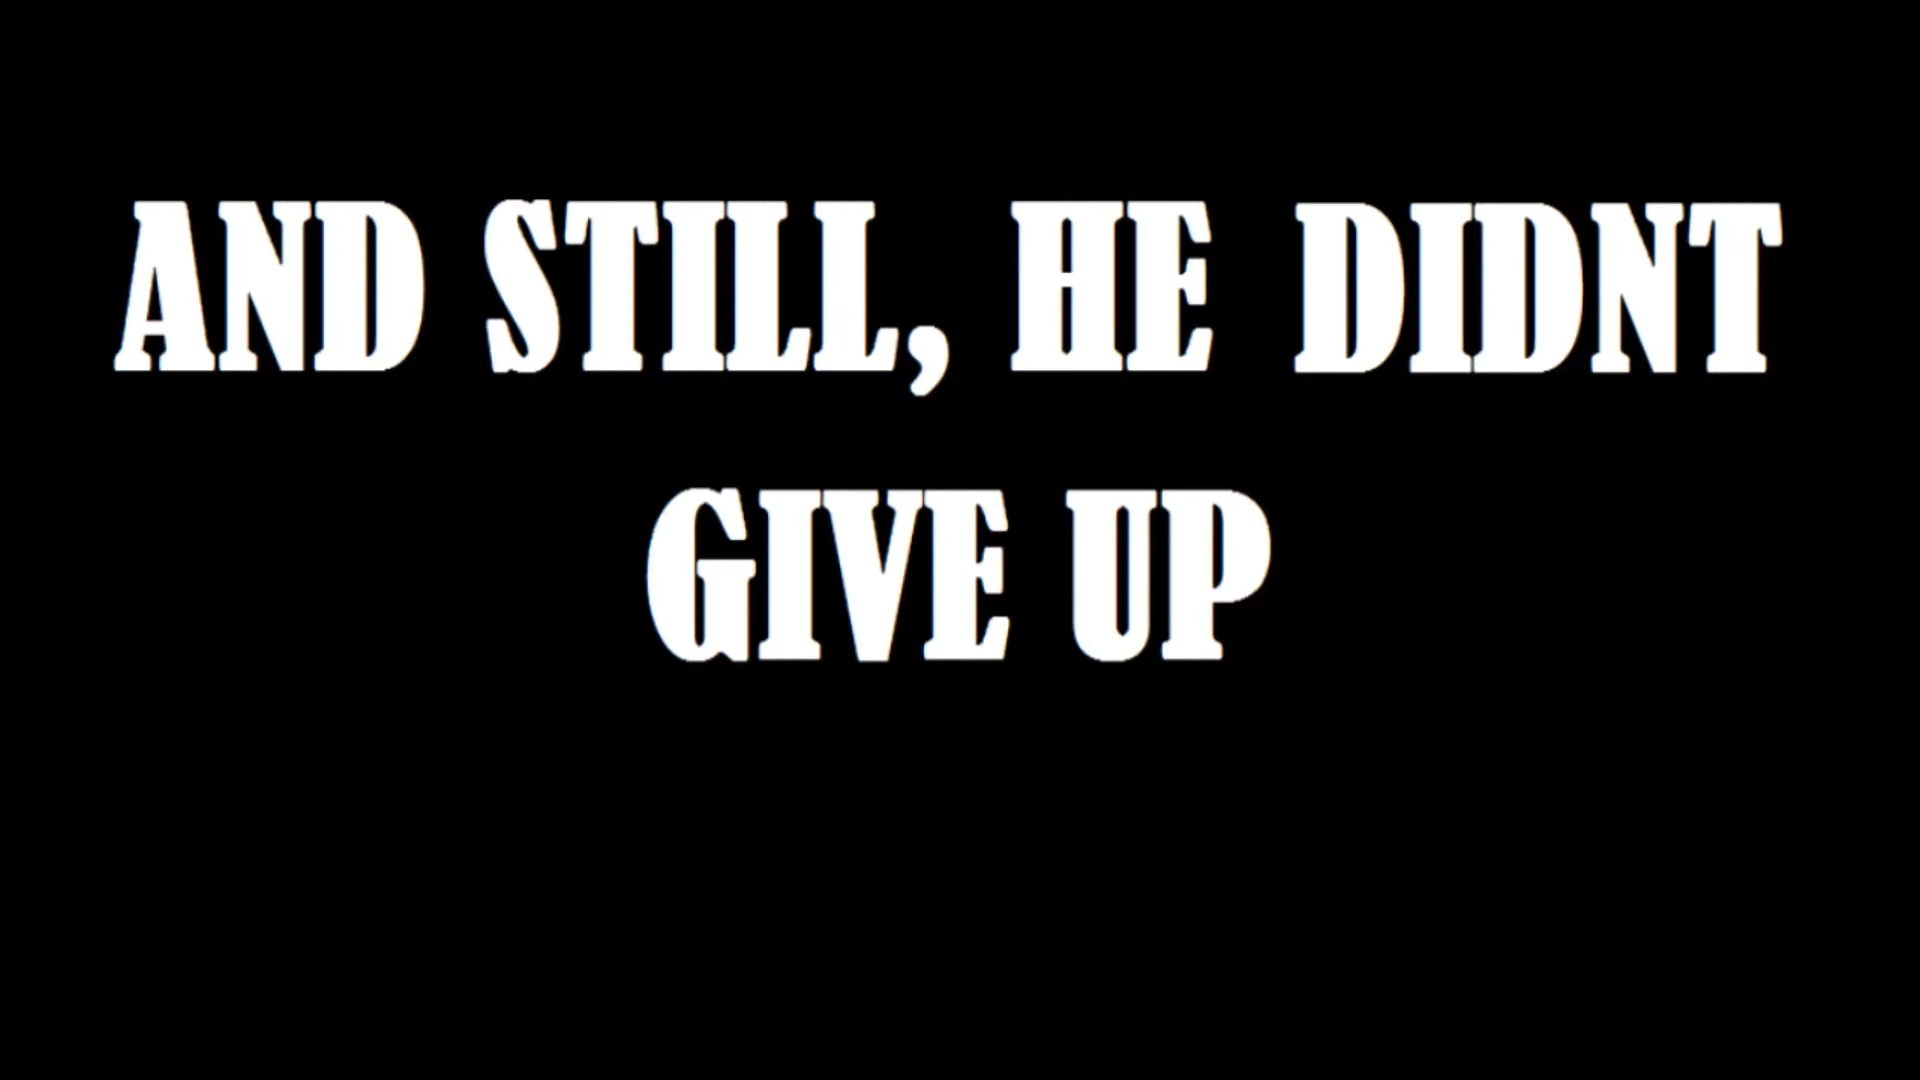 AND STILL, HE DIDNT
GIVE UP